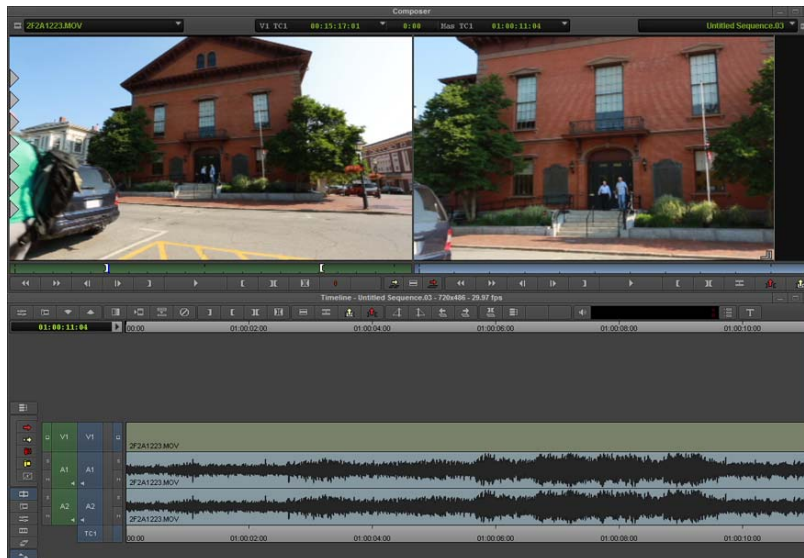 Composer
2F2A1223.MOV V1 TC1 00:15:17:01 0:00 Mas TC1 01:00:11:04 Untitled Sequence.03
Timeline - Untitled Sequence.03 - 720x486 - 29.97 fps
01:00:11:04 00:00 01:00:02:00 01:00:04:00 01:00:06:00 01:00:08:00 01:00:10:00
V1 V1
2F2A1223.MOV
A1 A1
2F2A1223.MOV
A2 A2
2F2A1223.MOV
TC1 00:00 01:00:02:00 01:00:04:00 01:00:06:00 01:00:08:00 01:00:10:00